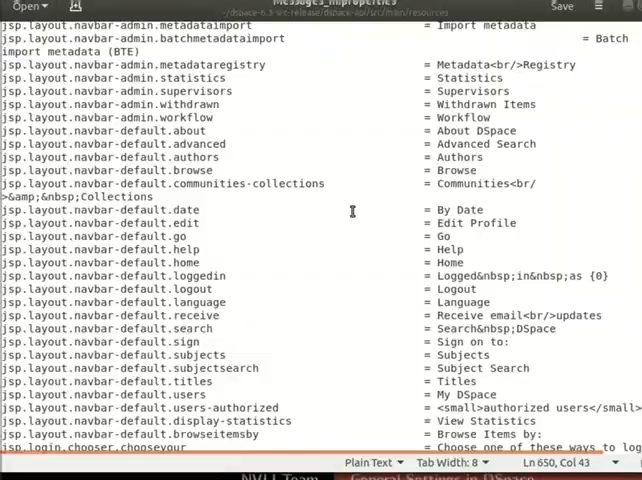 Open
Messages_hi.properties
~/dspace-6.3-src-release/dspace-api/src/main/resources
Save
jsp.layout.navbar-admin.metadataimport = Import metadata
jsp.layout.navbar-admin.batchmetadataimport = Batch
import metadata (BTE)
jsp.layout.navbar-admin.metadataregistry = Metadata<br/>Registry
jsp.layout.navbar-admin.statistics = Statistics
jsp.layout.navbar-admin.supervisors = Supervisors
jsp.layout.navbar-admin.withdrawn = Withdrawn Items
jsp.layout.navbar-admin.workflow = Workflow
jsp.layout.navbar-default.about = About DSpace
jsp.layout.navbar-default.advanced = Advanced Search
jsp.layout.navbar-default.authors = Authors
jsp.layout.navbar-default.browse = Browse
jsp.layout.navbar-default.communities-collections = Communities<br/
>&amp;&nbsp;Collections
jsp.layout.navbar-default.date = By Date
jsp.layout.navbar-default.edit = Edit Profile
jsp.layout.navbar-default.go = Go
jsp.layout.navbar-default.help = Help
jsp.layout.navbar-default.home = Home
jsp.layout.navbar-default.loggedin = Logged&nbsp;in&nbsp;as {0}
jsp.layout.navbar-default.logout = Logout
jsp.layout.navbar-default.language = Language
jsp.layout.navbar-default.receive = Receive email<br/>updates
jsp.layout.navbar-default.search = Search&nbsp;DSpace
jsp.layout.navbar-default.sign = Sign on to:
jsp.layout.navbar-default.subjects = Subjects
jsp.layout.navbar-default.subjectsearch = Subject Search
jsp.layout.navbar-default.titles = Titles
jsp.layout.navbar-default.users = My DSpace
jsp.layout.navbar-default.users-authorized = <small>authorized users</small>
jsp.layout.navbar-default.display-statistics = View Statistics
jsp.layout.navbar-default.browseitemsby = Browse Items by:
jsp.login.chooser.chooseyour = Choose one of these ways to log
Plain Text Tab Width: 8 Ln 650, Col 43
NVLI Team General Settings in DSpace